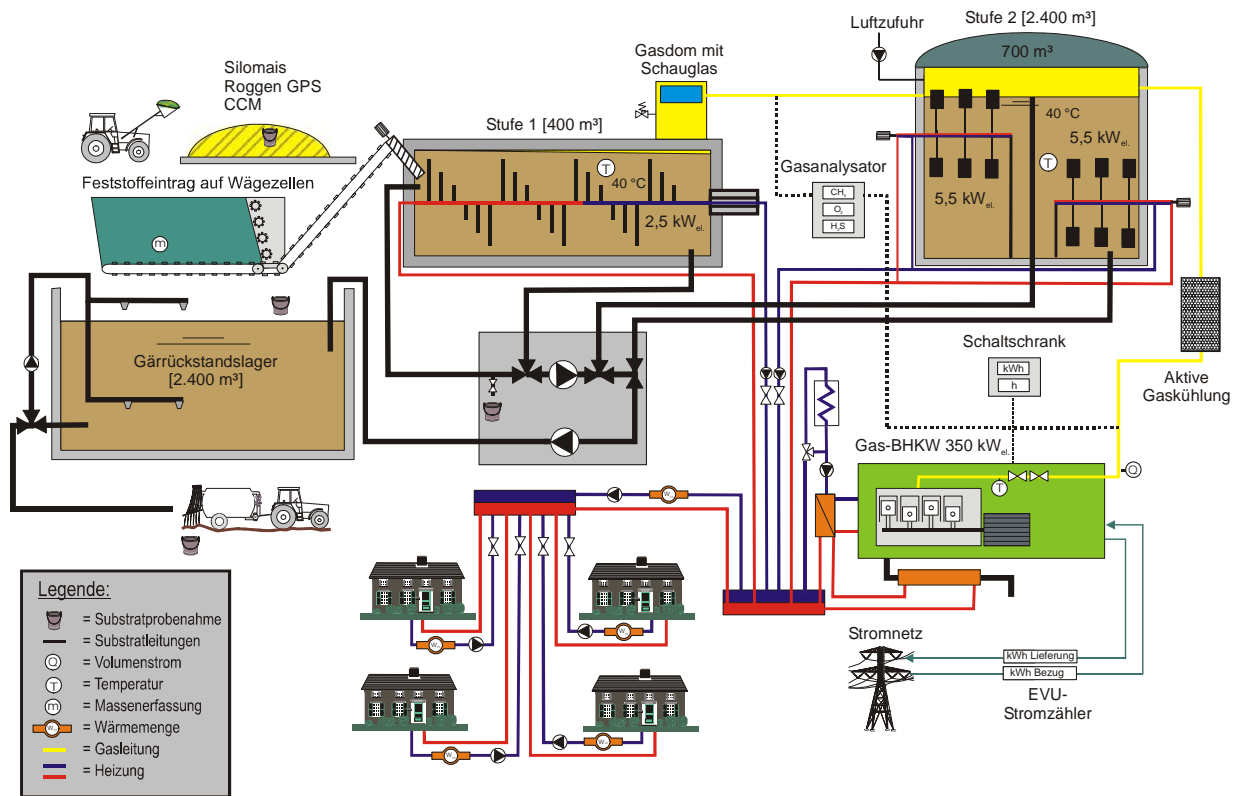 Luftzufuhr
Stufe 2 [2.400 m³]
700 m³
Gasdom mit
Schauglas
Silomais
Roggen GPS
CCM
Stufe 1 [400 m³]
40 °C
5,5 kWel.
T
T
40 °C
Gasanalysator
Feststoffeintrag auf Wägezellen
CH₄
O₂
H₂S
5,5 kWel.
2,5 kWel.
m
Schaltschrank
kWh
h
Gärrückstandslager
[2.400 m³]
Aktive
Gaskühlung
Gas-BHKW 350 kWel.
Q
T
Legende:
= Substratprobenahme
= Substratleitungen
Q = Volumenstrom
T = Temperatur
m = Massenerfassung
= Wärmemenge
= Gasleitung
= Heizung
Stromnetz
kWh Lieferung
kWh Bezug
EVU-
Stromzähler